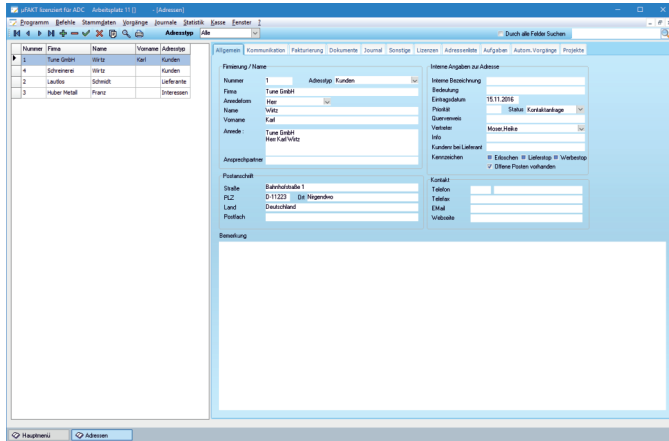 µFAKT lizensiert für ADC Arbeitsplatz 11 [] - [Adressen]
Programm Befehle Stammdaten Vorgänge Journale Statistik Kasse Fenster ?
Adresstyp Alle Durch alle Felder Suchen
Nummer Firma Name Vorname Adresstyp
1 Tune GmbH Wirtz Karl Kunden
4 Schreinerei Wirtz Kunden
2 Lautlos Schmidt Lieferante
3 Huber Metall Franz Interessen
Allgemein Kommunikation Fakturierung Dokumente Journal Sonstige Lizenzen Adressenliste Aufgaben Autom.Vorgänge Projekte
Firmierung / Name
Nummer 1 Adresstyp Kunden
Firma Tune GmbH
Anredeform Herr
Name Wirtz
Vorname Karl
Anrede : Tune GmbH
Herr Karl Wirtz
Ansprechpartner
Postanschrift
Straße Bahnhofstraße 1
PLZ D-11223 Ort Nirgendwo
Land Deutschland
Postfach
Interne Angaben zur Adresse
Interne Bezeichnung
Bedeutung
Eintragsdatum 15.11.2016
Priorität Status Kontaktanfrage
Querverweis
Vertreter Moser,Heike
Info
Kundennr bei Lieferant
Kennzeichen Erloschen Lieferstop Werbestop
Offene Posten vorhanden
Kontakt
Telefon
Telefax
EMail
Webseite
Bemerkung
Hauptmenü Adressen